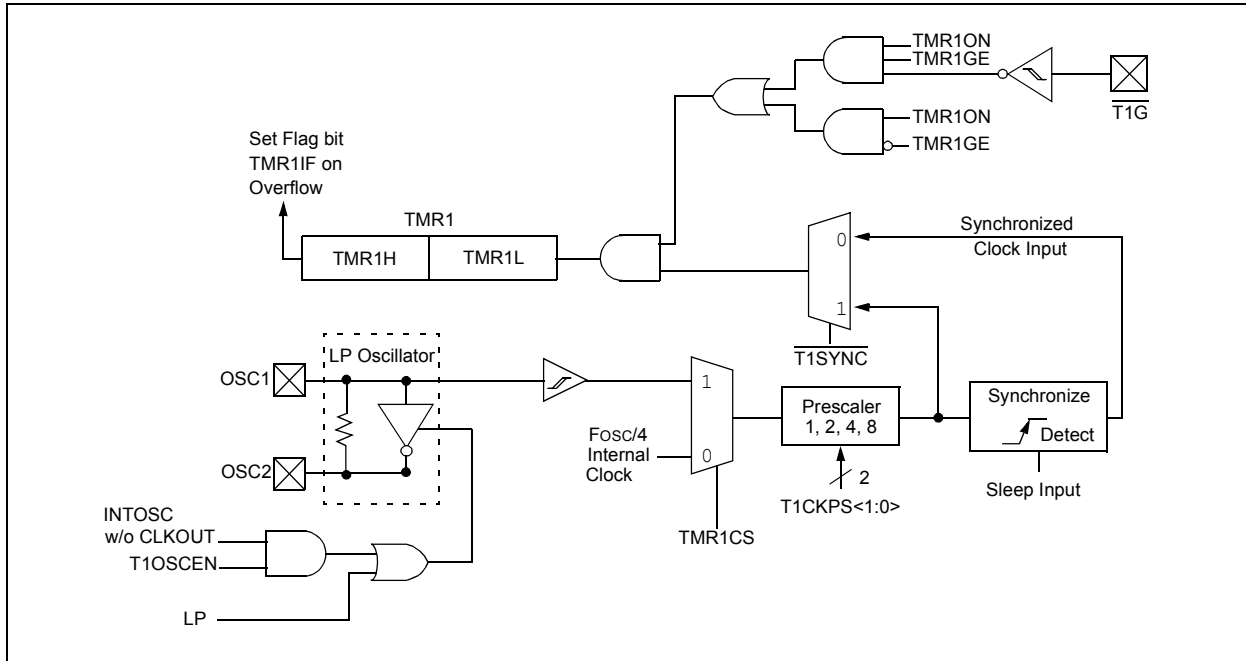 TMR1ON
TMR1GE
T1G
TMR1ON
TMR1GE
Set Flag bit
TMR1IF on
Overflow
TMR1
TMR1H
TMR1L
0
1
Synchronized
Clock Input
T1SYNC
LP Oscillator
OSC1
OSC2
1
0
FOSC/4
Internal
Clock
TMR1CS
Prescaler
1, 2, 4, 8
2
T1CKPS<1:0>
Synchronize
Detect
Sleep Input
INTOSC
w/o CLKOUT
T1OSCEN
LP